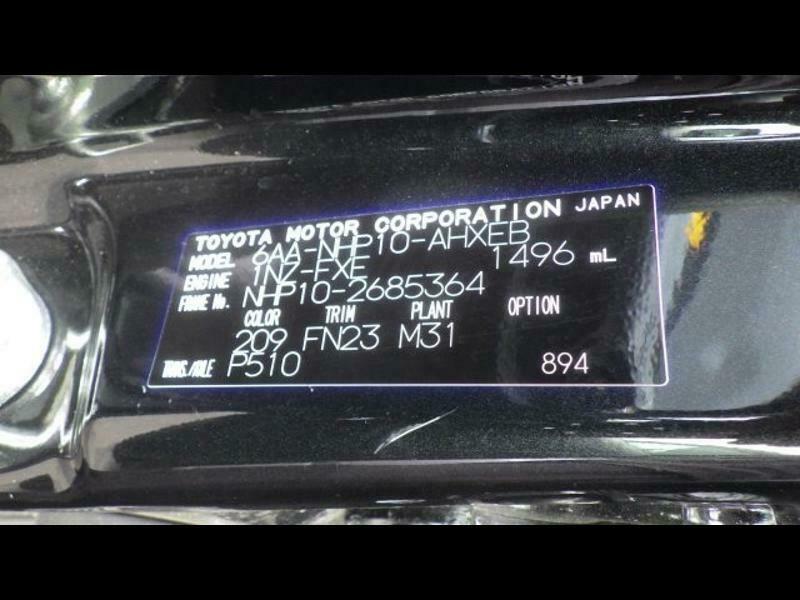 TOYOTA MOTOR CORPORATION JAPAN
MODEL 6AA-NHP10-AHXEB
ENGINE 1NZ-FXE 1496 mL
FRAME No. NHP10-2685364
COLOR TRIM PLANT OPTION
209 FN23 M31
TRANS./AXLE P510 894